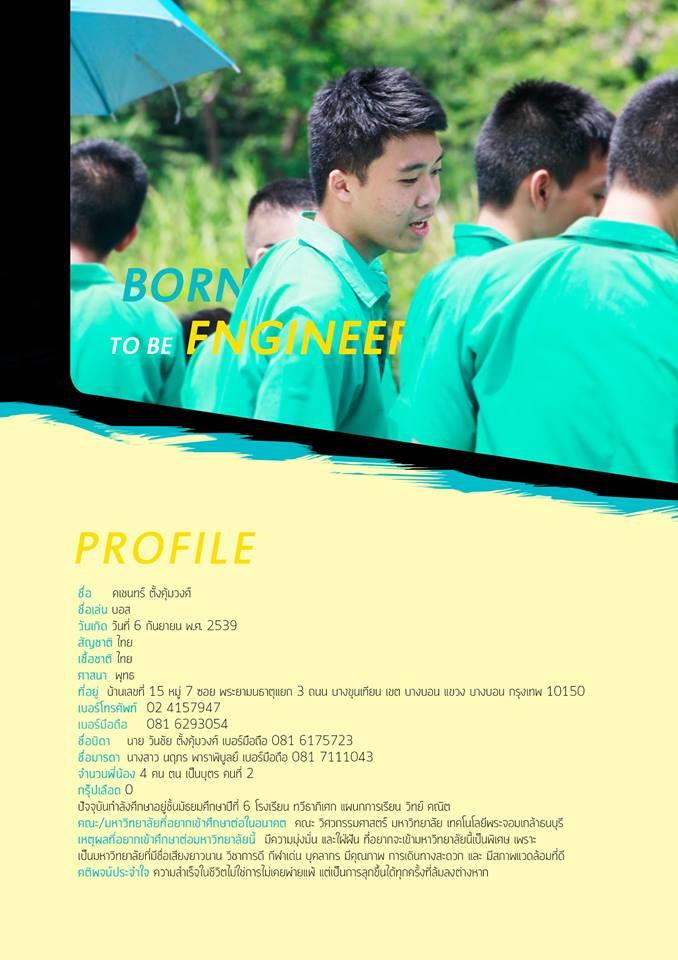 BORN
TO BE ENGINEER
PROFILE
ชื่อ คเชนทร์ ตั้งคุ้มวงศ์
ชื่อเล่น บอส
วันเกิด วันที่ 6 กันยายน พ.ศ. 2539
สัญชาติ ไทย
เชื้อชาติ ไทย
ศาสนา พุทธ
ที่อยู่ บ้านเลขที่ 15 หมู่ 7 ซอย พระยามนธาตุแยก 3 ถนน บางขุนเทียน เขต บางบอน แขวง บางบอน กรุงเทพ 10150
เบอร์โทรศัพท์ 02 4157947
เบอร์มือถือ 081 6293054
ชื่อบิดา นาย วันชัย ตั้งคุ้มวงศ์ เบอร์มือถือ 081 6175723
ชื่อมารดา นางสาว นฤภร พาราพิบูลย์ เบอร์มือถือ 081 7111043
จำนวนพี่น้อง 4 คน ตน เป็นบุตร คนที่ 2
กรุ๊ปเลือด O
ปัจจุบันกำลังศึกษาอยู่ชั้นมัธยมศึกษาปีที่ 6 โรงเรียน ทวีธาภิเศก แผนกการเรียน วิทย์ คณิต
คณะ/มหาวิทยาลัยที่อยากเข้าศึกษาต่อในอนาคต คณะ วิศวกรรมศาสตร์ มหาวิทยาลัย เทคโนโลยีพระจอมเกล้าธนบุรี
เหตุผลที่อยากเข้าศึกษาต่อมหาวิทยาลัยนี้ มีความมุ่งมั่น และใฝ่ฝัน ที่อยากจะเข้ามหาวิทยาลัยนี้เป็นพิเศษ เพราะ
เป็นมหาวิทยาลัยที่มีชื่อเสียงยาวนาน วิชาการดี กีฬาเด่น บุคลากร มีคุณภาพ การเดินทางสะดวก และ มีสภาพแวดล้อมที่ดี
คติพจน์ประจำใจ ความสำเร็จในชีวิตไม่ใช่การไม่เคยพ่ายแพ้ แต่เป็นการลุกขึ้นได้ทุกครั้งที่ล้มลงต่างหาก